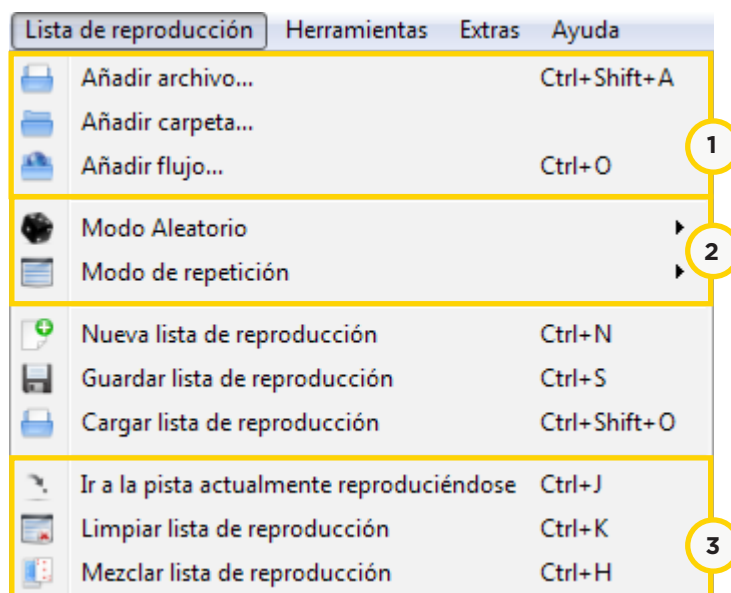 Lista de reproducción Herramientas Extras Ayuda
Añadir archivo... Ctrl+Shift+A
Añadir carpeta...
1
Añadir flujo... Ctrl+O
Modo Aleatorio
2
Modo de repetición
Nueva lista de reproducción Ctrl+N
Guardar lista de reproducción Ctrl+S
Cargar lista de reproducción Ctrl+Shift+O
Ir a la pista actualmente reproduciéndose Ctrl+J
Limpiar lista de reproducción Ctrl+K
3
Mezclar lista de reproducción Ctrl+H